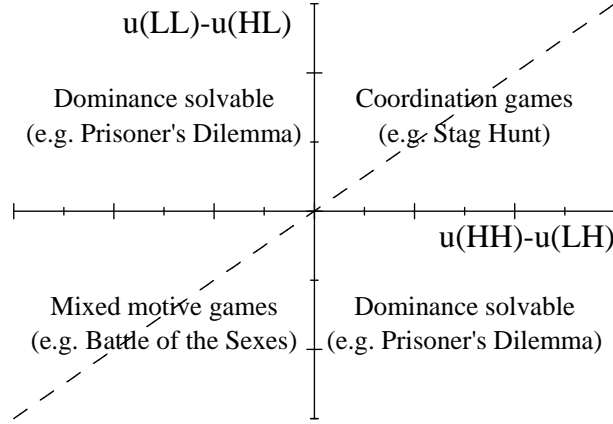 u(LL)-u(HL)
Dominance solvable
(e.g. Prisoner's Dilemma)
Coordination games
(e.g. Stag Hunt)
u(HH)-u(LH)
Mixed motive games
(e.g. Battle of the Sexes)
Dominance solvable
(e.g. Prisoner's Dilemma)